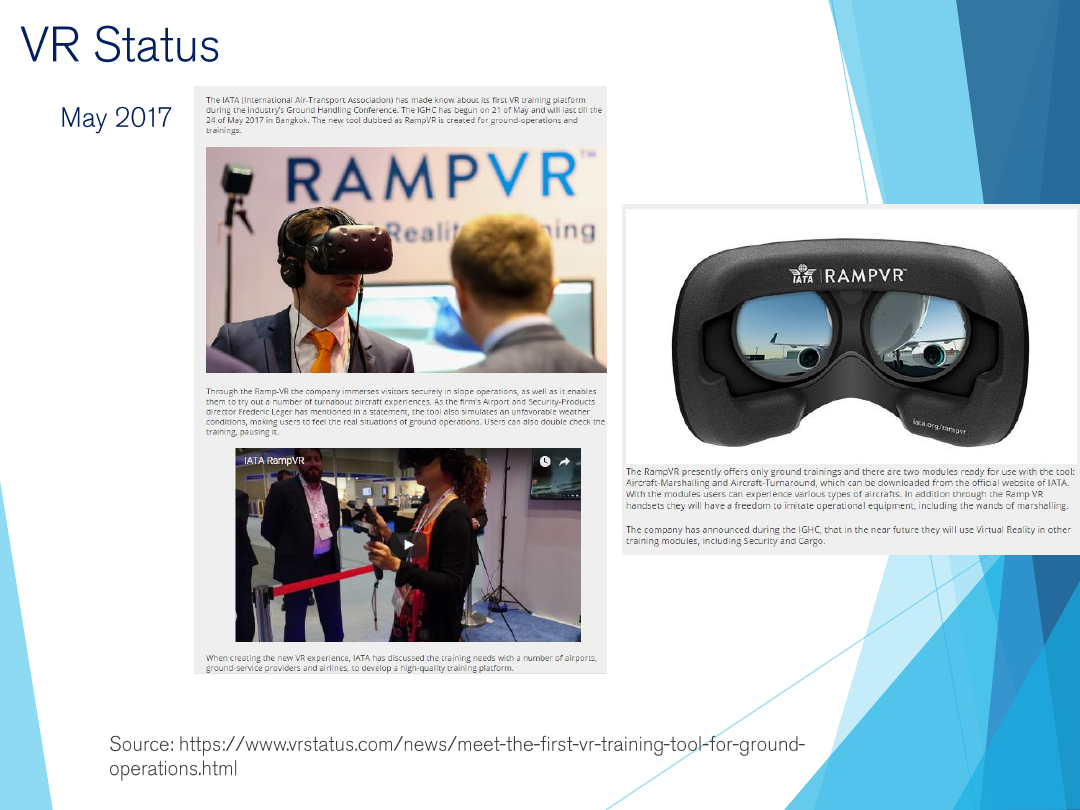 VR Status
May 2017
The IATA (International Air-Transport Association) has made know about its first VR training platform
during the industry's Ground Handling Conference. The IGHC has begun on 21 of May and will last till the
24 of May 2017 in Bangkok. The new tool dubbed as RampVR is created for ground-operations and
trainings.
RAMPVR™
Reali ning
Through the Ramp-VR the company immerses visitors securely in slope operations, as well as it enables
them to try out a number of turnabout aircraft experiences. As the firm's Airport and Security-Products
director Frederic Leger has mentioned in a statement, the tool also simulates an unfavorable weather
conditions, making users to feel the real situations of ground operations. Users can also double check the
training, pausing it.
IATA RampVR
When creating the new VR experience, IATA has discussed the training needs with a number of airports,
ground-service providers and airlines, to develop a high-quality training platform.
IATA RAMPVR™
iata.org/rampvr
The RampVR presently offers only ground trainings and there are two modules ready for use with the tool:
Aircraft-Marshalling and Aircraft-Turnaround, which can be downloaded from the official website of IATA.
With the modules users can experience various types of aircrafts. In addition through the Ramp VR
handsets they will have a freedom to imitate operational equipment, including the wands of marshalling.
The company has announced during the IGHC, that in the near future they will use Virtual Reality in other
training modules, including Security and Cargo.
Source: https://www.vrstatus.com/news/meet-the-first-vr-training-tool-for-ground-
operations.html